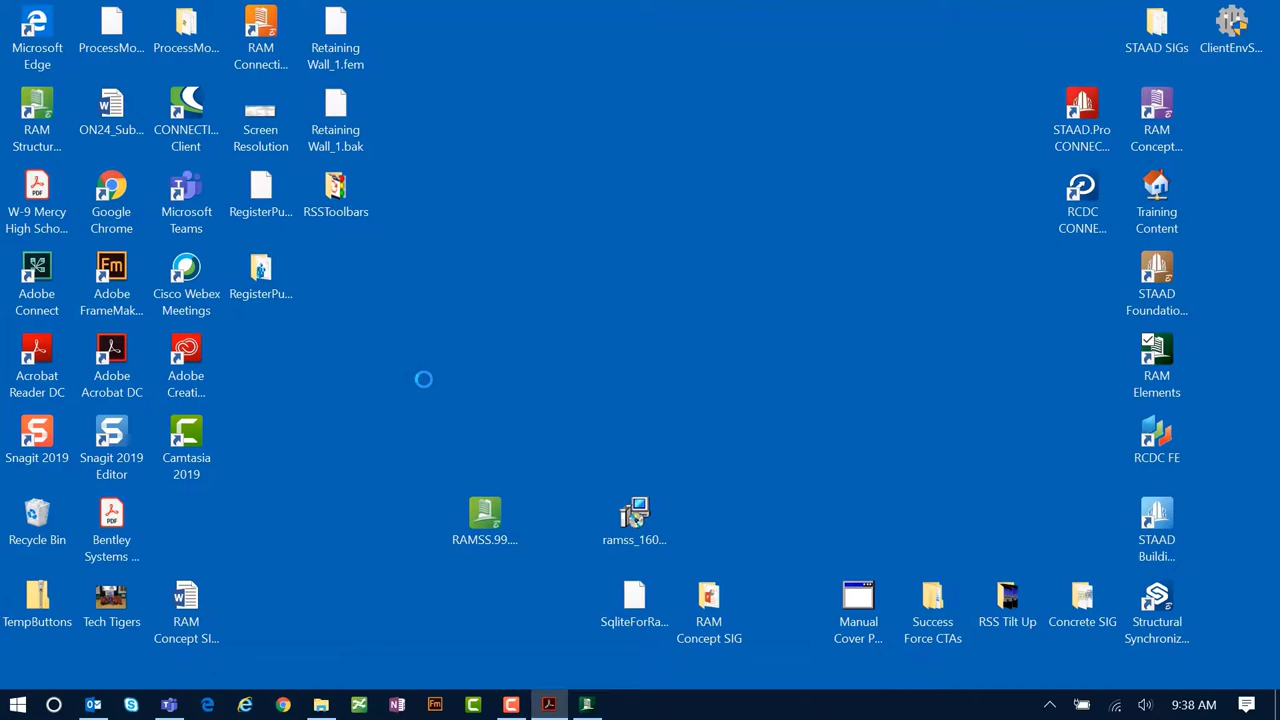 Microsoft
Edge
ProcessMo...
ProcessMo...
RAM
Connecti...
Retaining
Wall_1.fem
STAAD SIGs
ClientEnvS...
RAM
Structur...
ON24_Sub...
CONNECTI...
Client
Screen
Resolution
Retaining
Wall_1.bak
STAAD.Pro
CONNEC...
RAM
Concept...
W-9 Mercy
High Scho...
Google
Chrome
Microsoft
Teams
RegisterPu...
RSSToolbars
RCDC
CONNE...
Training
Content
Adobe
Connect
Adobe
FrameMak...
Cisco Webex
Meetings
RegisterPu...
STAAD
Foundatio...
Acrobat
Reader DC
Adobe
Acrobat DC
Adobe
Creati...
RAM
Elements
Snagit 2019
Snagit 2019
Editor
Camtasia
2019
RCDC FE
Recycle Bin
Bentley
Systems ...
RAMSS.99....
ramss_160...
STAAD
Buildi...
TempButtons
Tech Tigers
RAM
Concept SI...
SqliteForRa...
RAM
Concept SIG
Manual
Cover P...
Success
Force CTAs
RSS Tilt Up
Concrete SIG
Structural
Synchroniz...
9:38 AM